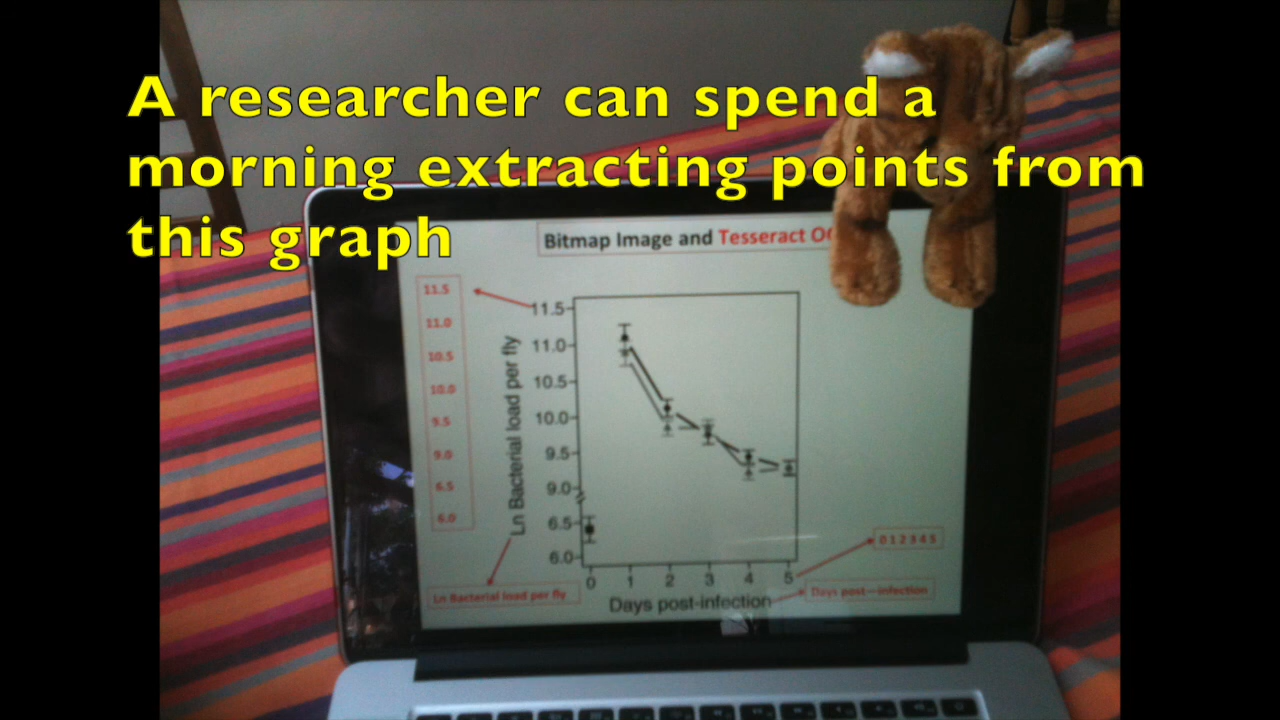 A researcher can spend a
morning extracting points from
this graph
Bitmap Image and Tesseract
11.5
11.0
10.5
10.0
9.5
9.0
6.5
6.0
Ln Bacterial load per fly
11.5
11.0
10.5
10.0
9.5
9.0
6.5
6.0
0 1 2 3 4 5
Days post-infection
0 1 2 3 4 5
Ln Bacterial load per fly
Days post-infection